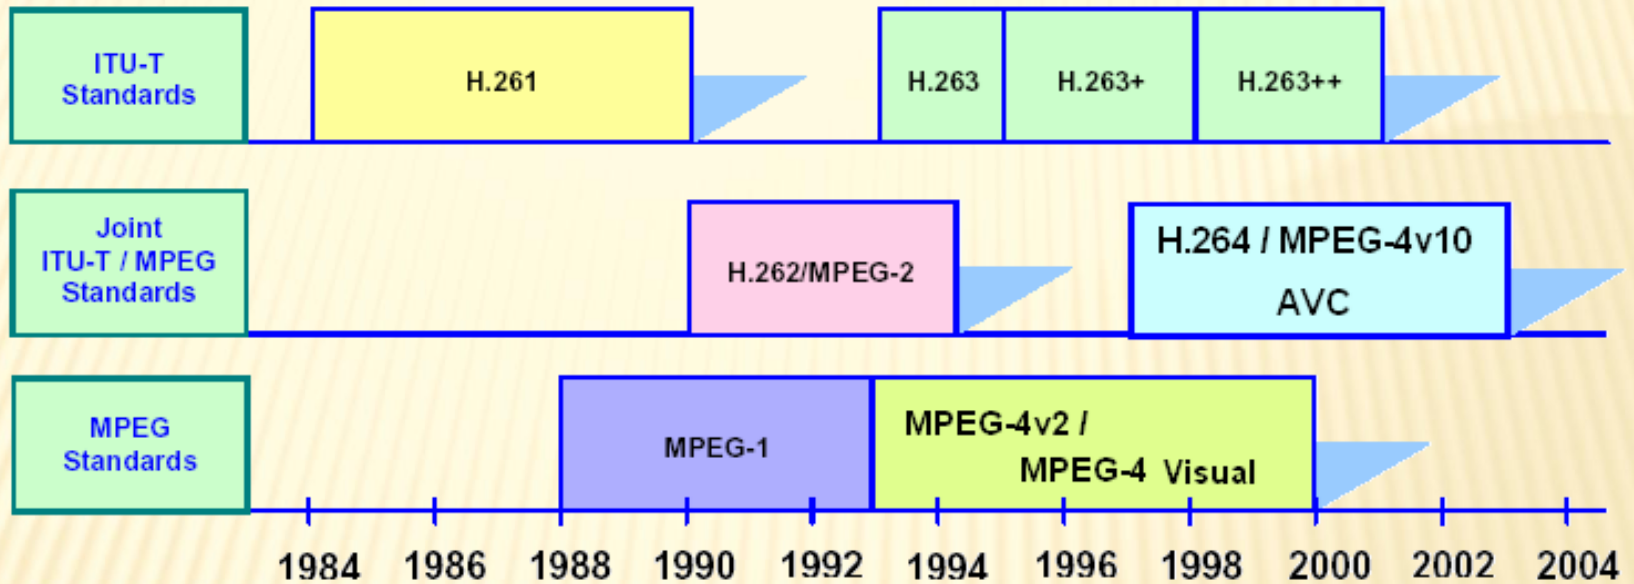 ITU-T
Standards
H.261
H.263
H.263+
H.263++
Joint
ITU-T / MPEG
Standards
H.262/MPEG-2
H.264 / MPEG-4v10
AVC
MPEG
Standards
MPEG-1
MPEG-4v2 /
MPEG-4 Visual
1984 1986 1988 1990 1992 1994 1996 1998 2000 2002 2004